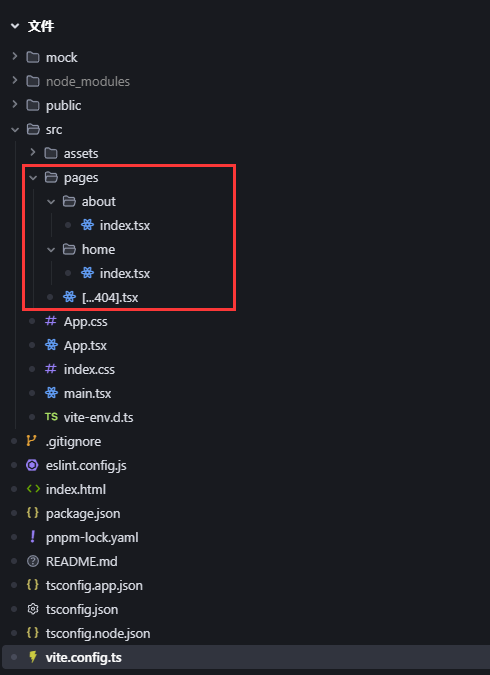 文件
mock
node_modules
public
src
assets
pages
about
index.tsx
home
index.tsx
[...404].tsx
# App.css
App.tsx
# index.css
main.tsx
TS vite-env.d.ts
.gitignore
eslint.config.js
<> index.html
{} package.json
! pnpm-lock.yaml
? README.md
{} tsconfig.app.json
tsconfig.json
{} tsconfig.node.json
vite.config.ts